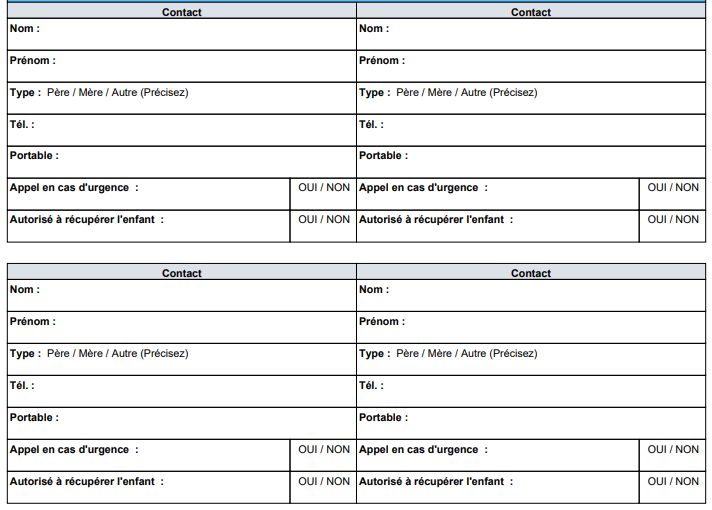 Contact Contact
Nom : Nom :
Prénom : Prénom :
Type : Père / Mère / Autre (Précisez) Type : Père / Mère / Autre (Précisez)
Tél. : Tél. :
Portable : Portable :
Appel en cas d'urgence : OUI / NON Appel en cas d'urgence : OUI / NON
Autorisé à récupérer l'enfant : OUI / NON Autorisé à récupérer l'enfant : OUI / NON
Contact Contact
Nom : Nom :
Prénom : Prénom :
Type : Père / Mère / Autre (Précisez) Type : Père / Mère / Autre (Précisez)
Tél. : Tél. :
Portable : Portable :
Appel en cas d'urgence : OUI / NON Appel en cas d'urgence : OUI / NON
Autorisé à récupérer l'enfant : OUI / NON Autorisé à récupérer l'enfant : OUI / NON